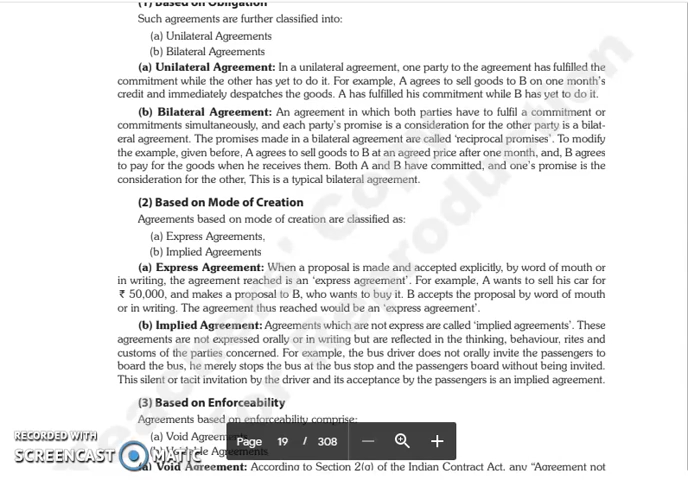 (1) Based on Obligation
Such agreements are further classified into:
(a) Unilateral Agreements
(b) Bilateral Agreements
(a) Unilateral Agreement: In a unilateral agreement, one party to the agreement has fulfilled the
commitment while the other has yet to do it. For example, A agrees to sell goods to B on one month's
credit and immediately despatches the goods. A has fulfilled his commitment while B has yet to do it.
(b) Bilateral Agreement: An agreement in which both parties have to fulfil a commitment or
commitments simultaneously, and each party's promise is a consideration for the other party is a bilat-
eral agreement. The promises made in a bilateral agreement are called 'reciprocal promises'. To modify
the example, given before, A agrees to sell goods to B at an agreed price after one month, and, B agrees
to pay for the goods when he receives them. Both A and B have committed, and one's promise is the
consideration for the other, This is a typical bilateral agreement.
(2) Based on Mode of Creation
Agreements based on mode of creation are classified as:
(a) Express Agreements,
(b) Implied Agreements
(a) Express Agreement: When a proposal is made and accepted explicitly, by word of mouth or
in writing, the agreement reached is an 'express agreement'. For example, A wants to sell his car for
₹ 50,000, and makes a proposal to B, who wants to buy it. B accepts the proposal by word of mouth
or in writing. The agreement thus reached would be an 'express agreement'.
(b) Implied Agreement: Agreements which are not express are called 'implied agreements'. These
agreements are not expressed orally or in writing but are reflected in the thinking, behaviour, rites and
customs of the parties concerned. For example, the bus driver does not orally invite the passengers to
board the bus, he merely stops the bus at the bus stop and the passengers board without being invited.
This silent or tacit invitation by the driver and its acceptance by the passengers is an implied agreement.
(3) Based on Enforceability
Agreements based on enforceability comprise:
(a) Void Agreements
Agreements
(a) Void Agreement: According to Section 2(g) of the Indian Contract Act, any "Agreement not
Page 19 / 308 — +
RECORDED WITH
SCREENCAST MATIC
Teachers' Copy
Reproduction